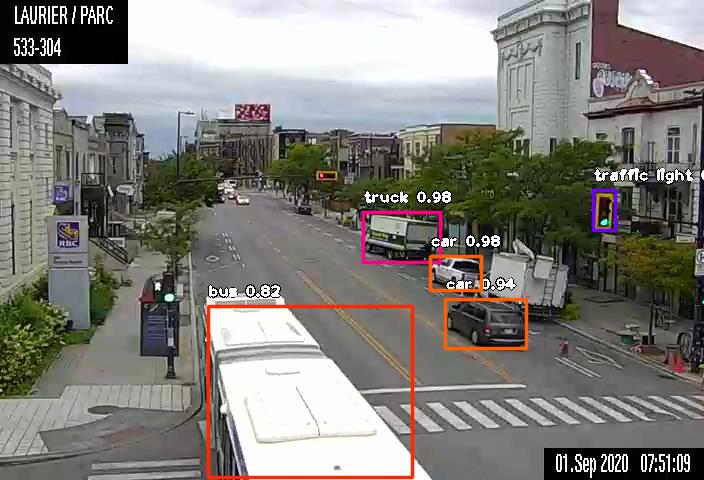 LAURIER / PARC
533-304
traffic light
truck 0.98
car 0.98
car 0.94
bus 0.82
RBC
01.Sep 2020 07:51:09